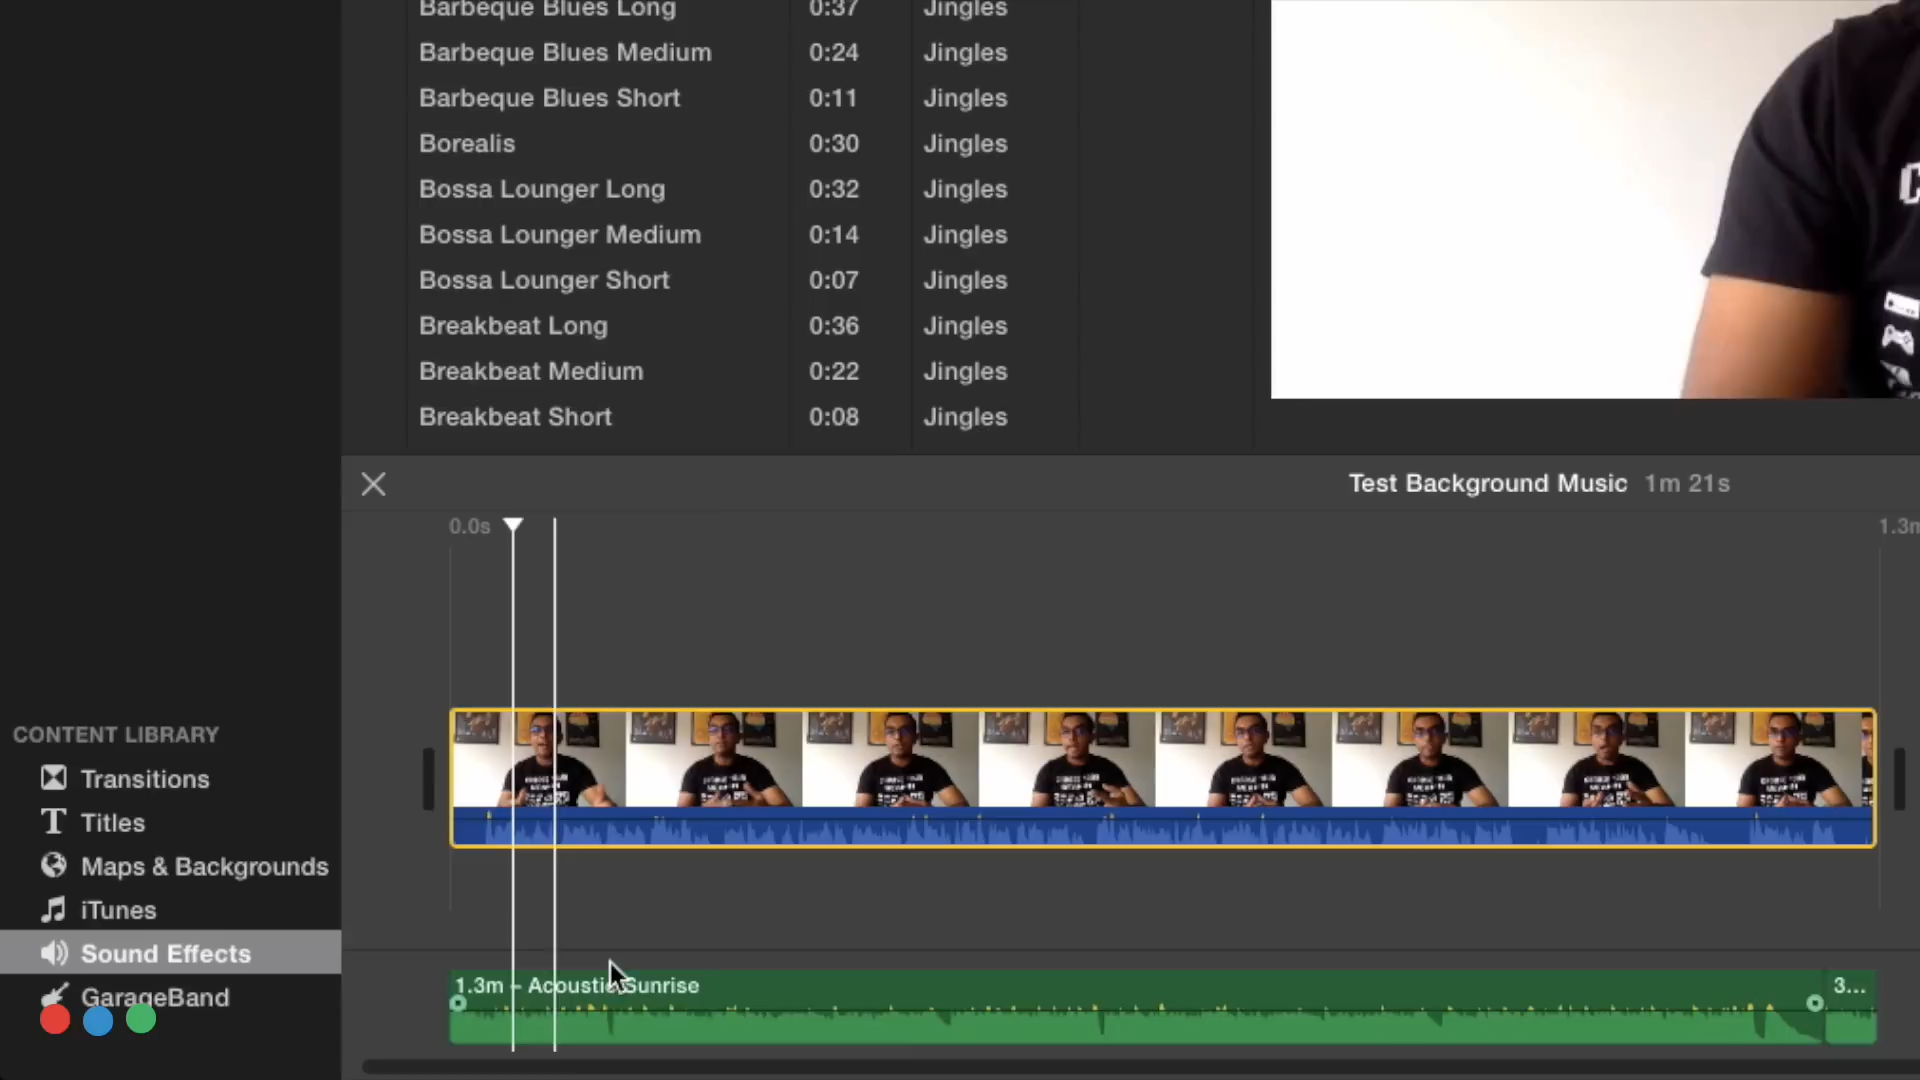 Barbeque Blues Long 0:37 Jingles
Barbeque Blues Medium 0:24 Jingles
Barbeque Blues Short 0:11 Jingles
Borealis 0:30 Jingles
Bossa Lounger Long 0:32 Jingles
Bossa Lounger Medium 0:14 Jingles
Bossa Lounger Short 0:07 Jingles
Breakbeat Long 0:36 Jingles
Breakbeat Medium 0:22 Jingles
Breakbeat Short 0:08 Jingles
Test Background Music 1m 21s
0.0s 1.3m
CONTENT LIBRARY
Transitions
Titles
Maps & Backgrounds
iTunes
Sound Effects
GarageBand
1.3m – Acoustic Sunrise 3...